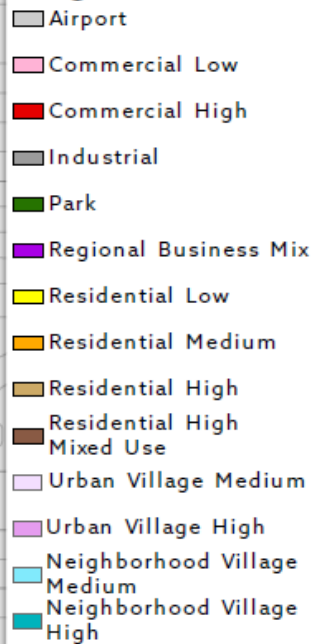 Airport
Commercial Low
Commercial High
Industrial
Park
Regional Business Mix
Residential Low
Residential Medium
Residential High
Residential High
Mixed Use
Urban Village Medium
Urban Village High
Neighborhood Village
Medium
Neighborhood Village
High